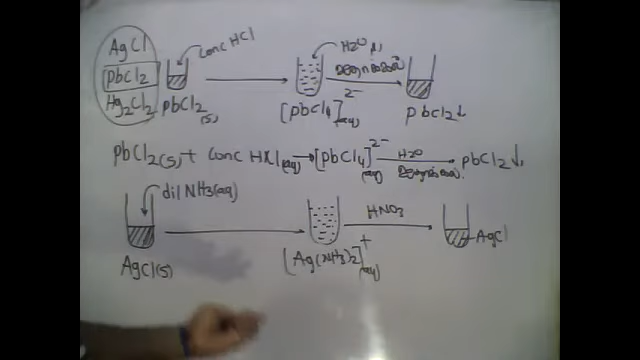 AgCl
PbCl2
Hg2Cl2
conc HCl
H2O
PbCl2(s)
[PbCl4]2-(aq)
PbCl2↓
PbCl2(s) + conc HCl(aq) → [PbCl4]2-(aq) H2O → PbCl2↓
dil NH3(aq)
HNO3
AgCl(s)
[Ag(NH3)2]+(aq)
AgCl